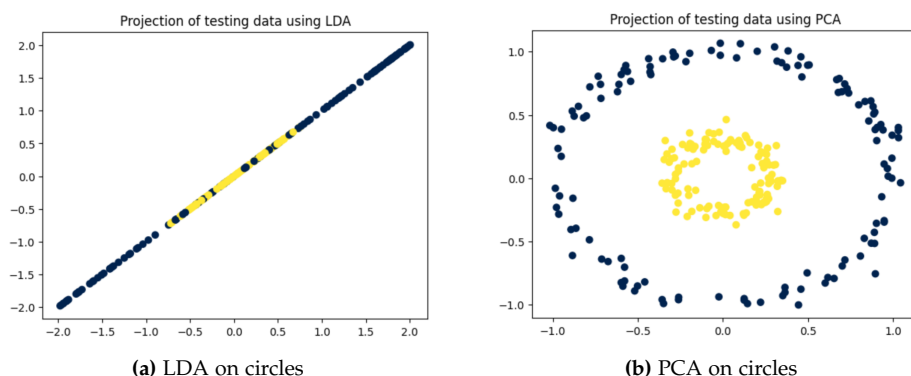 Projection of testing data using LDA
2.0
1.5
1.0
0.5
0.0
−0.5
−1.0
−1.5
−2.0
−2.0 −1.5 −1.0 −0.5 0.0 0.5 1.0 1.5 2.0
(a) LDA on circles
Projection of testing data using PCA
1.0
0.5
0.0
−0.5
−1.0
−1.0 −0.5 0.0 0.5 1.0
(b) PCA on circles